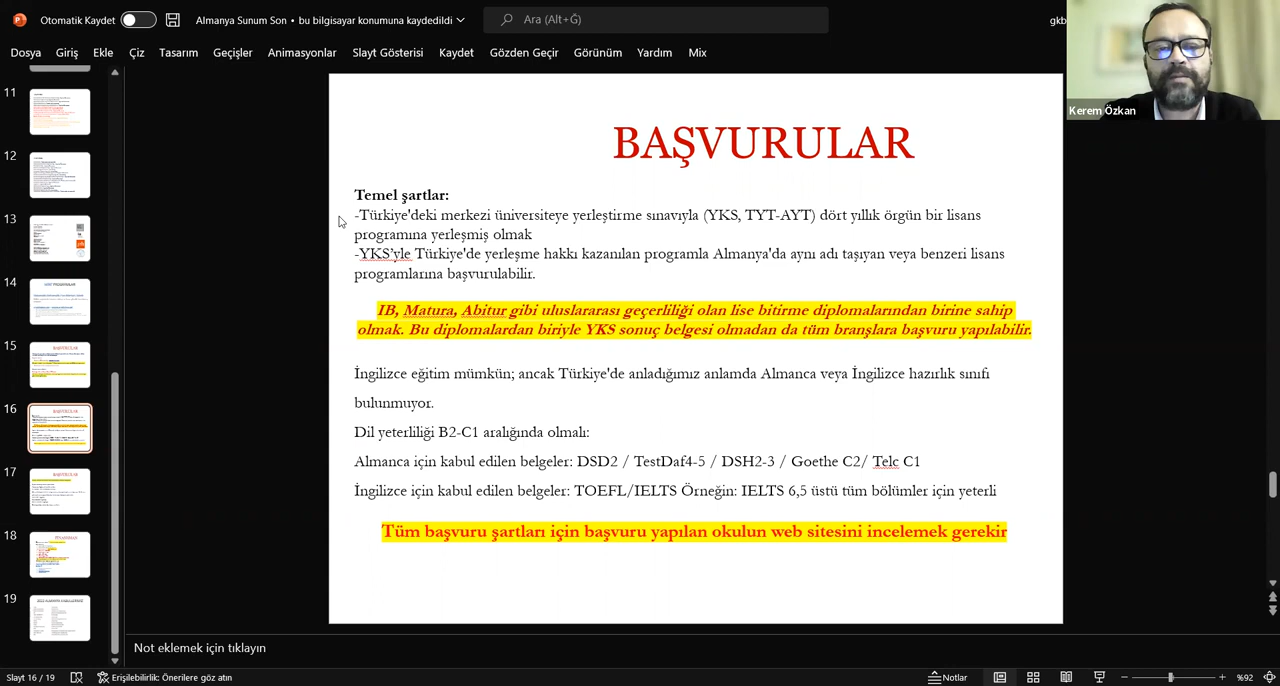 Otomatik Kaydet
Almanya Sunum Son • bu bilgisayar konumuna kaydedildi
Ara (Alt+Ğ)
gkb
Dosya Giriş Ekle Çiz Tasarım Geçişler Animasyonlar Slayt Gösterisi Kaydet Gözden Geçir Görünüm Yardım Mix
Kerem Özkan
11
12
13
14
15
16
17
18
19
BAŞVURULAR
Temel şartlar:
-Türkiye'deki merkezi üniversiteye yerleştirme sınavıyla (YKS, TYT-AYT) dört yıllık örgün bir lisans
programına yerleşmiş olmak
-YKS'yle Türkiye'de yerleşme hakkı kazanılan programla Almanya'da aynı adı taşıyan veya benzeri lisans
programlarına başvurulabilir.
IB, Matura, Abitur gibi uluslararası geçerliliği olan lise bitirme diplomalarından birine sahip
olmak. Bu diplomalardan biriyle YKS sonuç belgesi olmadan da tüm branşlara başvuru yapılabilir.
İngilizce eğitim mümkün ancak Türkiye'de anladığımız anlamda Almanca veya İngilizce hazırlık sınıfı
bulunmuyor.
Dil yeterliliği B2-C1 aralığında olmalı:
Almanca için kabul edilen belgeler: DSD2 / TestDaf4-5 / DSH2-3 / Goethe C2/ Telc C1
İngilizce için kabul edilen belgeler: TOEFL/IELTS Örneğin: IELTS 6,5 üstü tüm bölümler için yeterli
Tüm başvuru şartları için başvuru yapılan okulun web sitesini incelemek gerekir
Not eklemek için tıklayın
Slayt 16 / 19
Erişilebilirlik: Önerilere göz atın
Notlar
%92